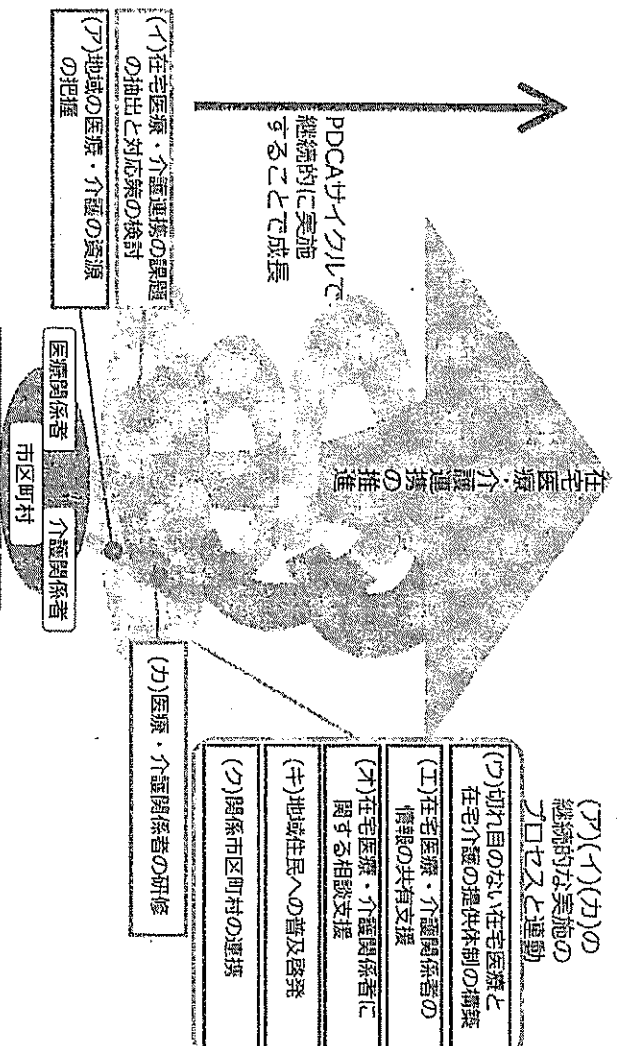 在宅医療・介護連携の推進
PDCAサイクルで
継続的に実施
することで成長
(イ)在宅医療・介護連携の課題
の抽出と対応策の検討
(ア)地域の医療・介護の資源
の把握
医療関係者
介護関係者
市区町村
(ア)(イ)(カ)の
継続的な実施の
プロセスと連動
(ウ)切れ目のない在宅医療と
在宅介護の提供体制の構築
(エ)在宅医療・介護関係者の
情報の共有支援
(オ)在宅医療・介護関係者に
関する相談支援
(キ)地域住民への普及啓発
(ク)関係市区町村の連携
(カ)医療・介護関係者の研修